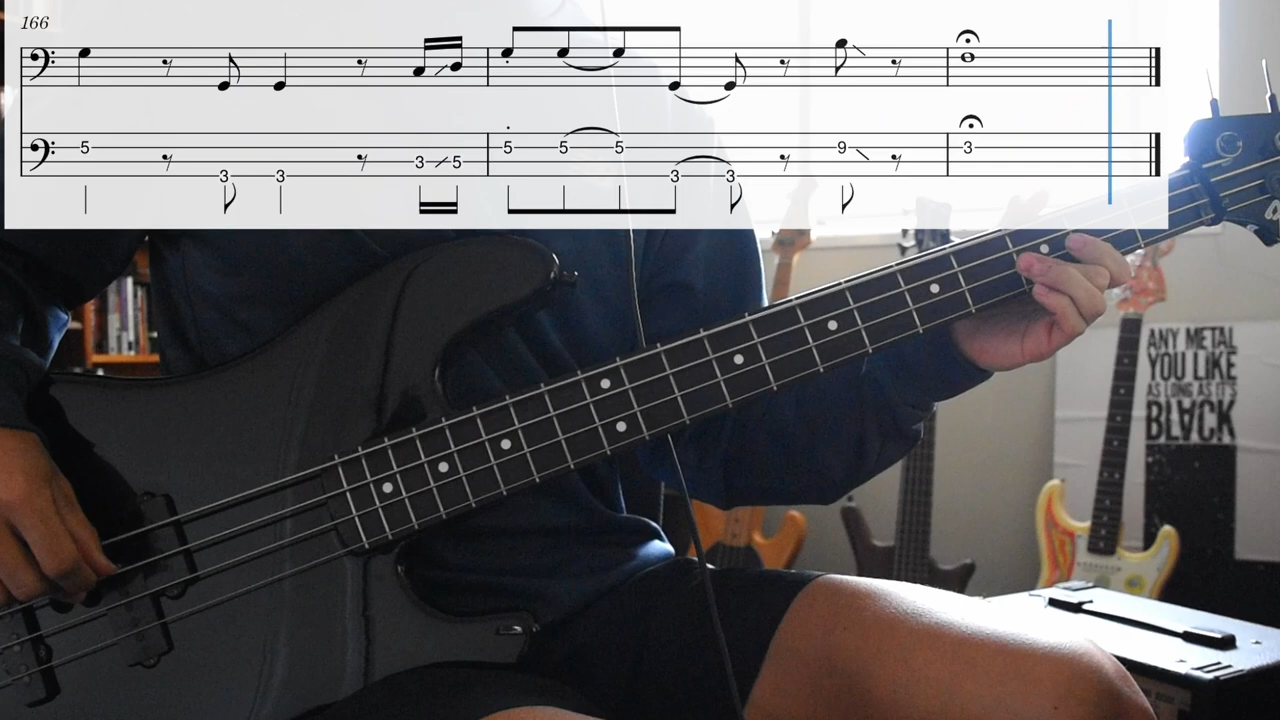 166
5 3 3 3 5 5 5 5 3 3 9 3
ANY METAL
YOU LIKE
AS LONG AS IT'S
BLACK